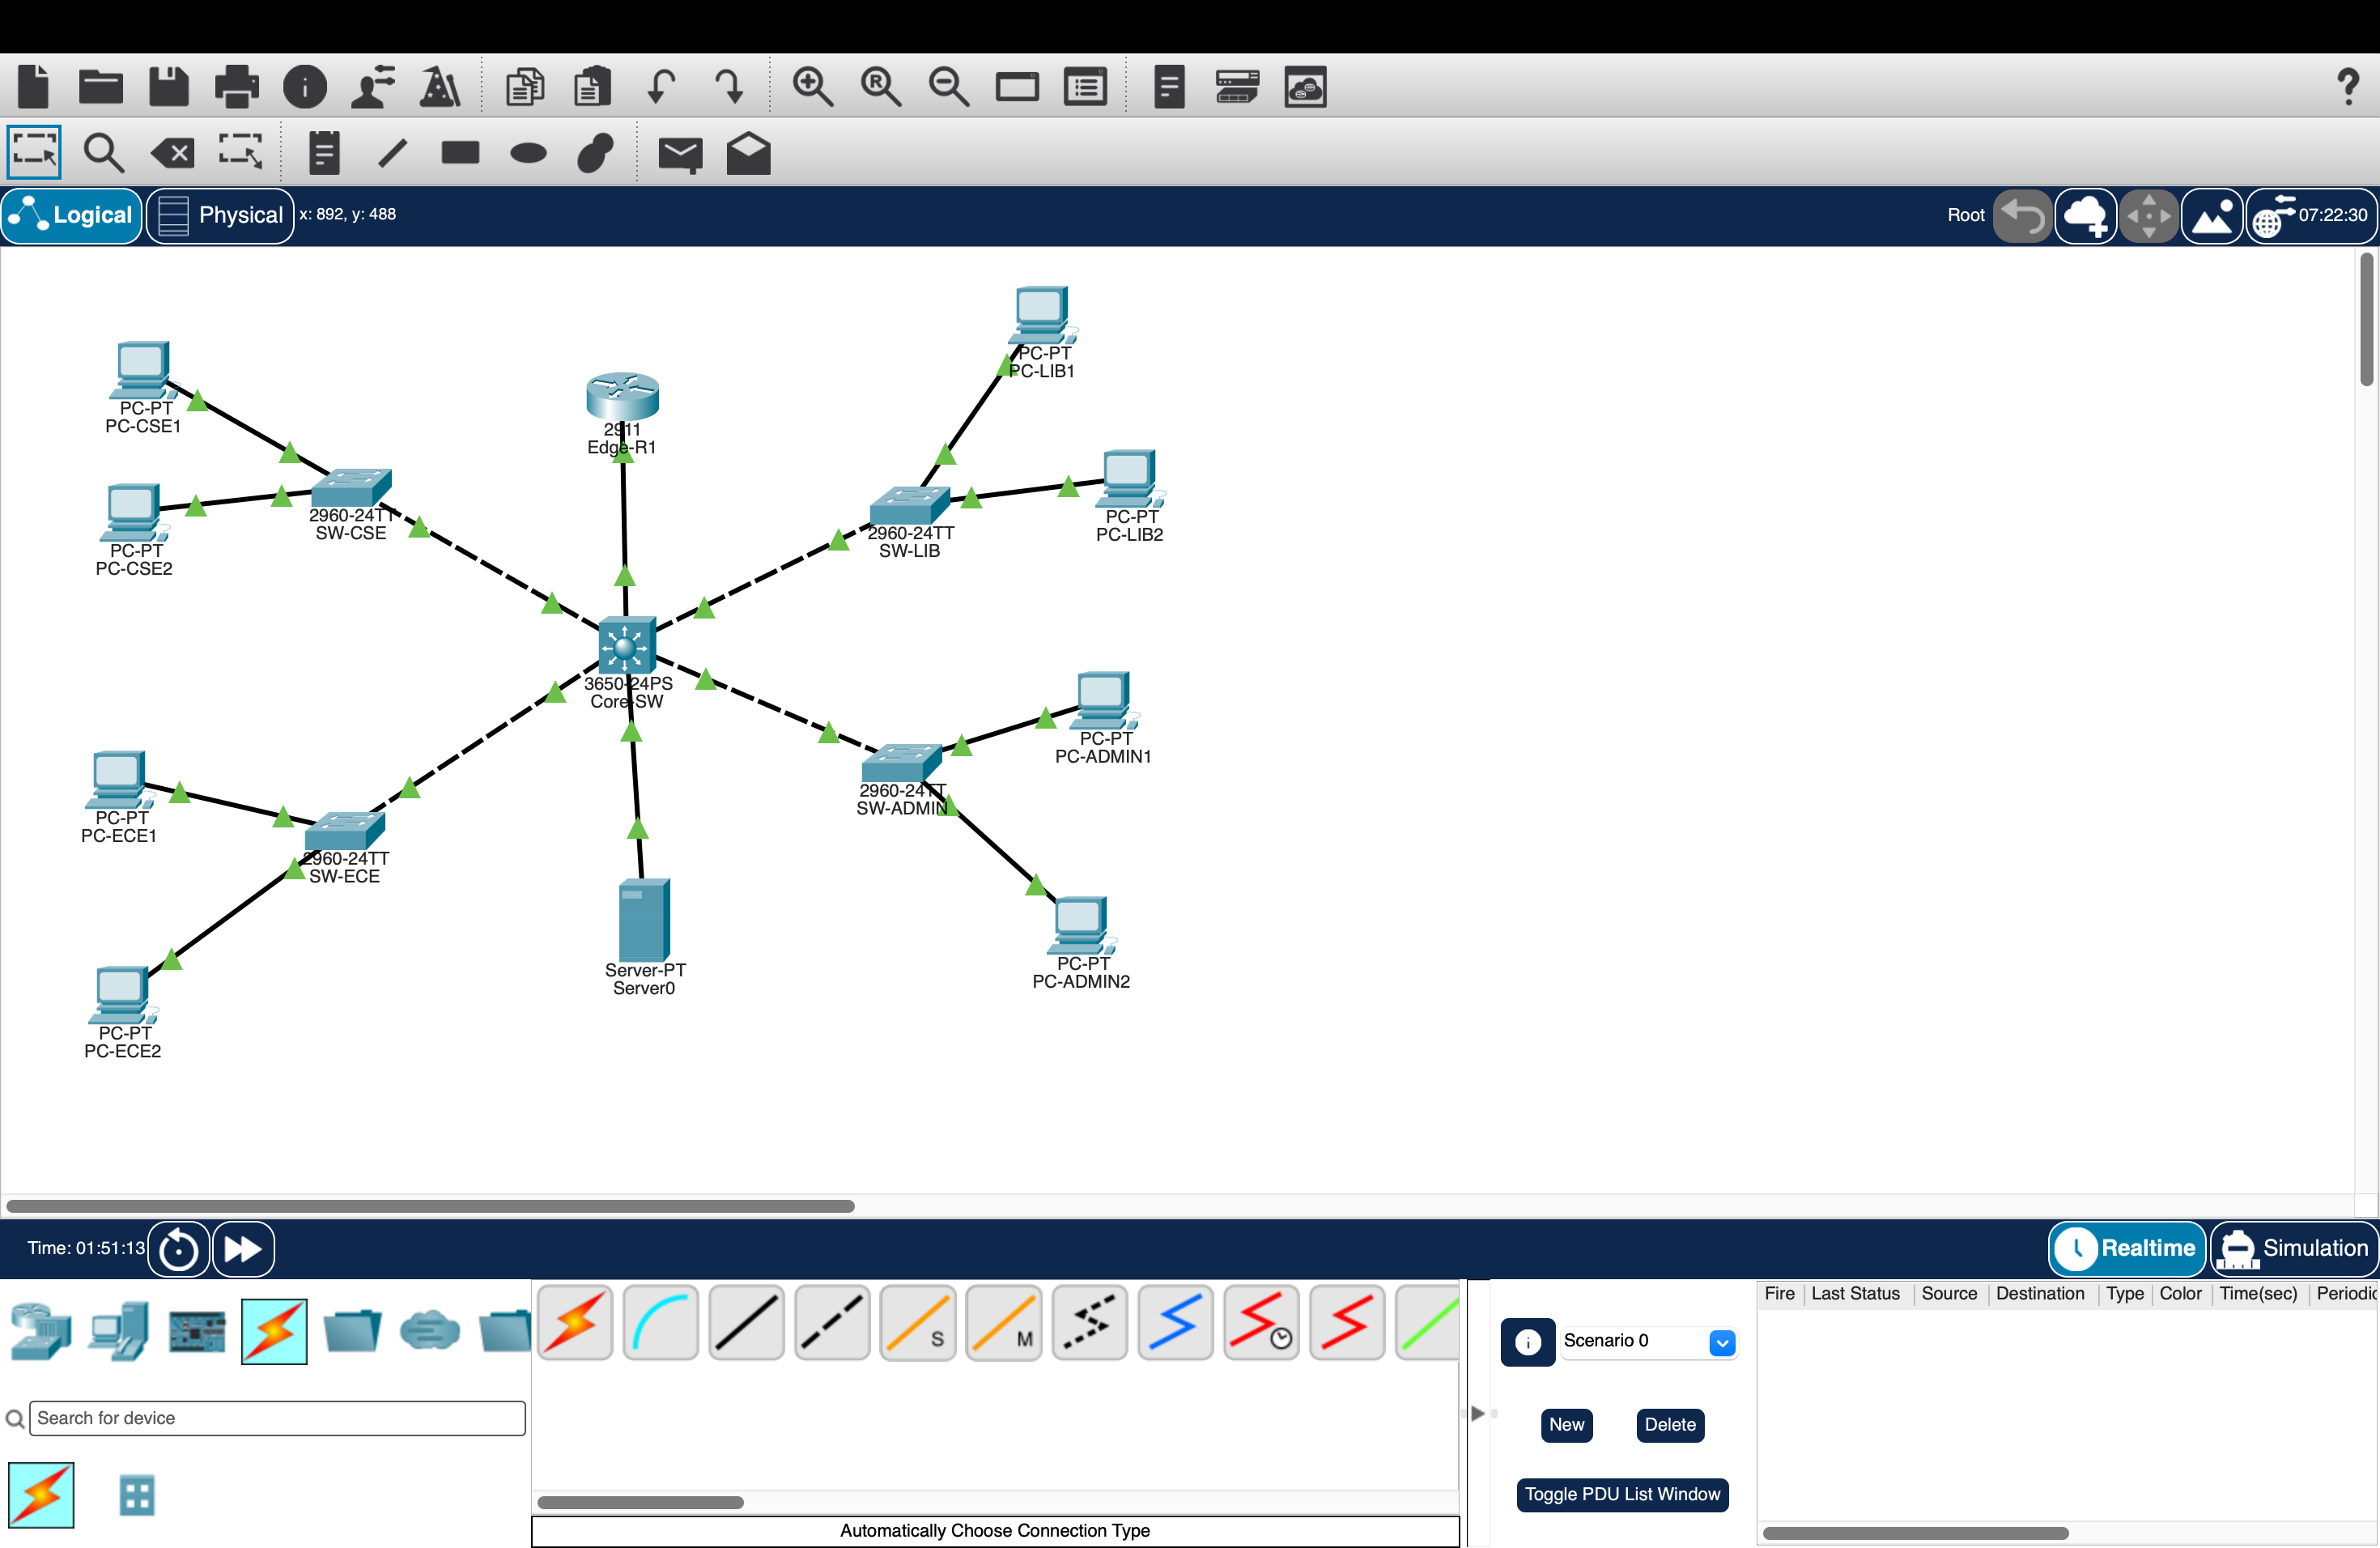 Logical
Physical
x: 892, y: 488
Root
07:22:30
PC-PT
PC-LIB1
PC-PT
PC-CSE1
2911
Edge-R1
PC-PT
PC-LIB2
2960-24TT
SW-CSE
2960-24TT
SW-LIB
PC-PT
PC-CSE2
3650-24PS
Core-SW
PC-PT
PC-ADMIN1
2960-24TT
SW-ADMIN
PC-PT
PC-ECE1
2960-24TT
SW-ECE
PC-PT
PC-ADMIN2
Server-PT
Server0
PC-PT
PC-ECE2
Time: 01:51:13
Realtime
Simulation
Fire Last Status Source Destination Type Color Time(sec) Periodic
S
M
Scenario 0
Search for device
New
Delete
Toggle PDU List Window
Automatically Choose Connection Type